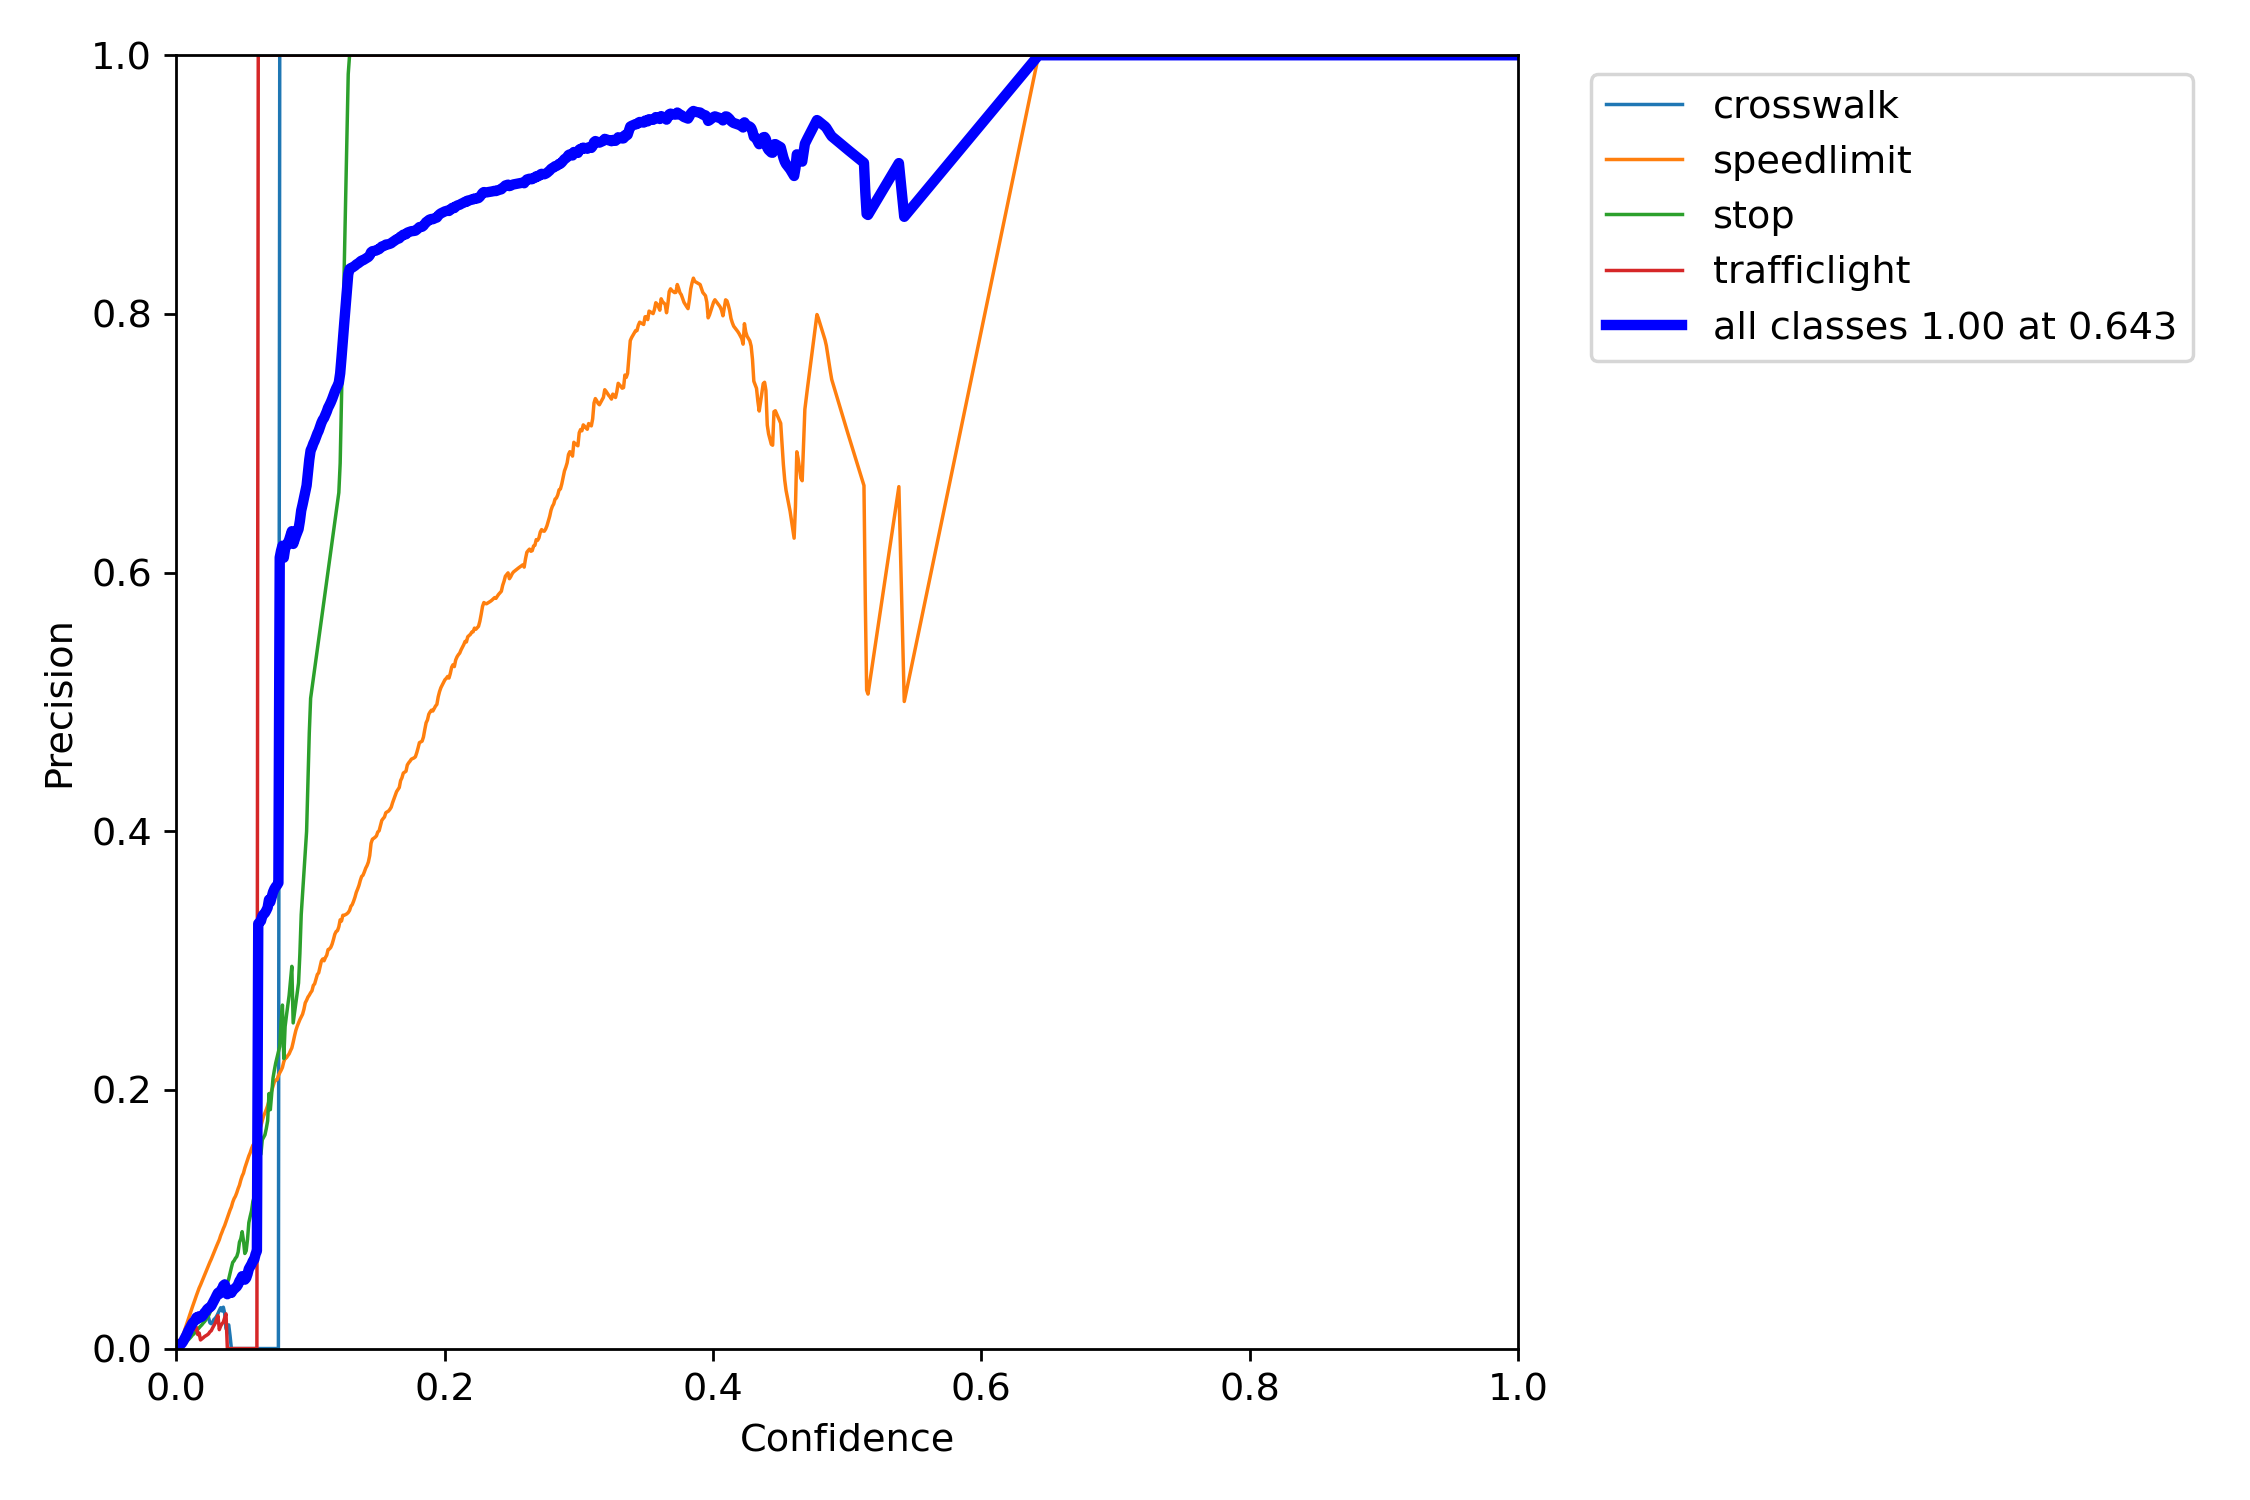 1.0
0.8
0.6
0.4
0.2
0.0
Precision
0.0 0.2 0.4 0.6 0.8 1.0
Confidence
crosswalk
speedlimit
stop
trafficlight
all classes 1.00 at 0.643